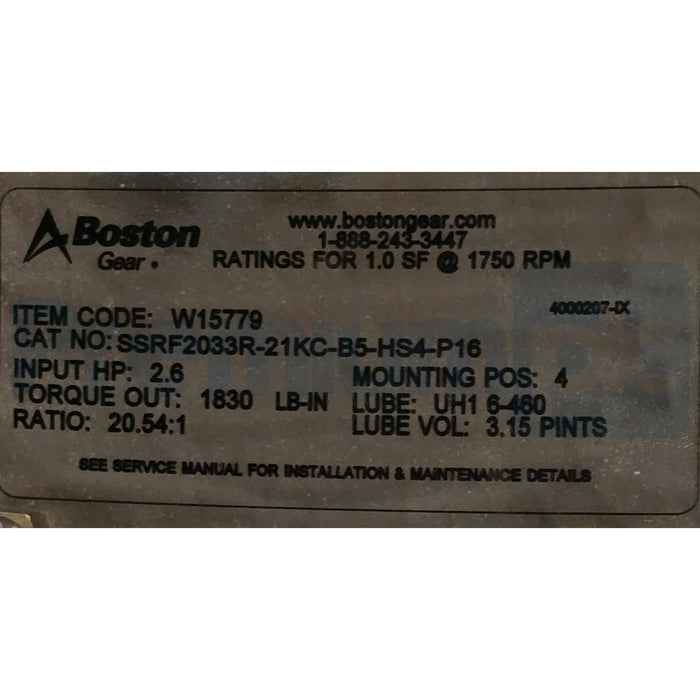 Boston
Gear.
www.bostongear.com
1-888-243-3447
RATINGS FOR 1.0 SF @ 1750 RPM
4000207-IX
ITEM CODE: W15779
CAT NO: SSRF2033R-21KC-B5-HS4-P16
INPUT HP: 2.6 MOUNTING POS: 4
TORQUE OUT: 1830 LB-IN LUBE: UH1 6-460
RATIO: 20.54:1 LUBE VOL: 3.15 PINTS
SEE SERVICE MANUAL FOR INSTALLATION & MAINTENANCE DETAILS